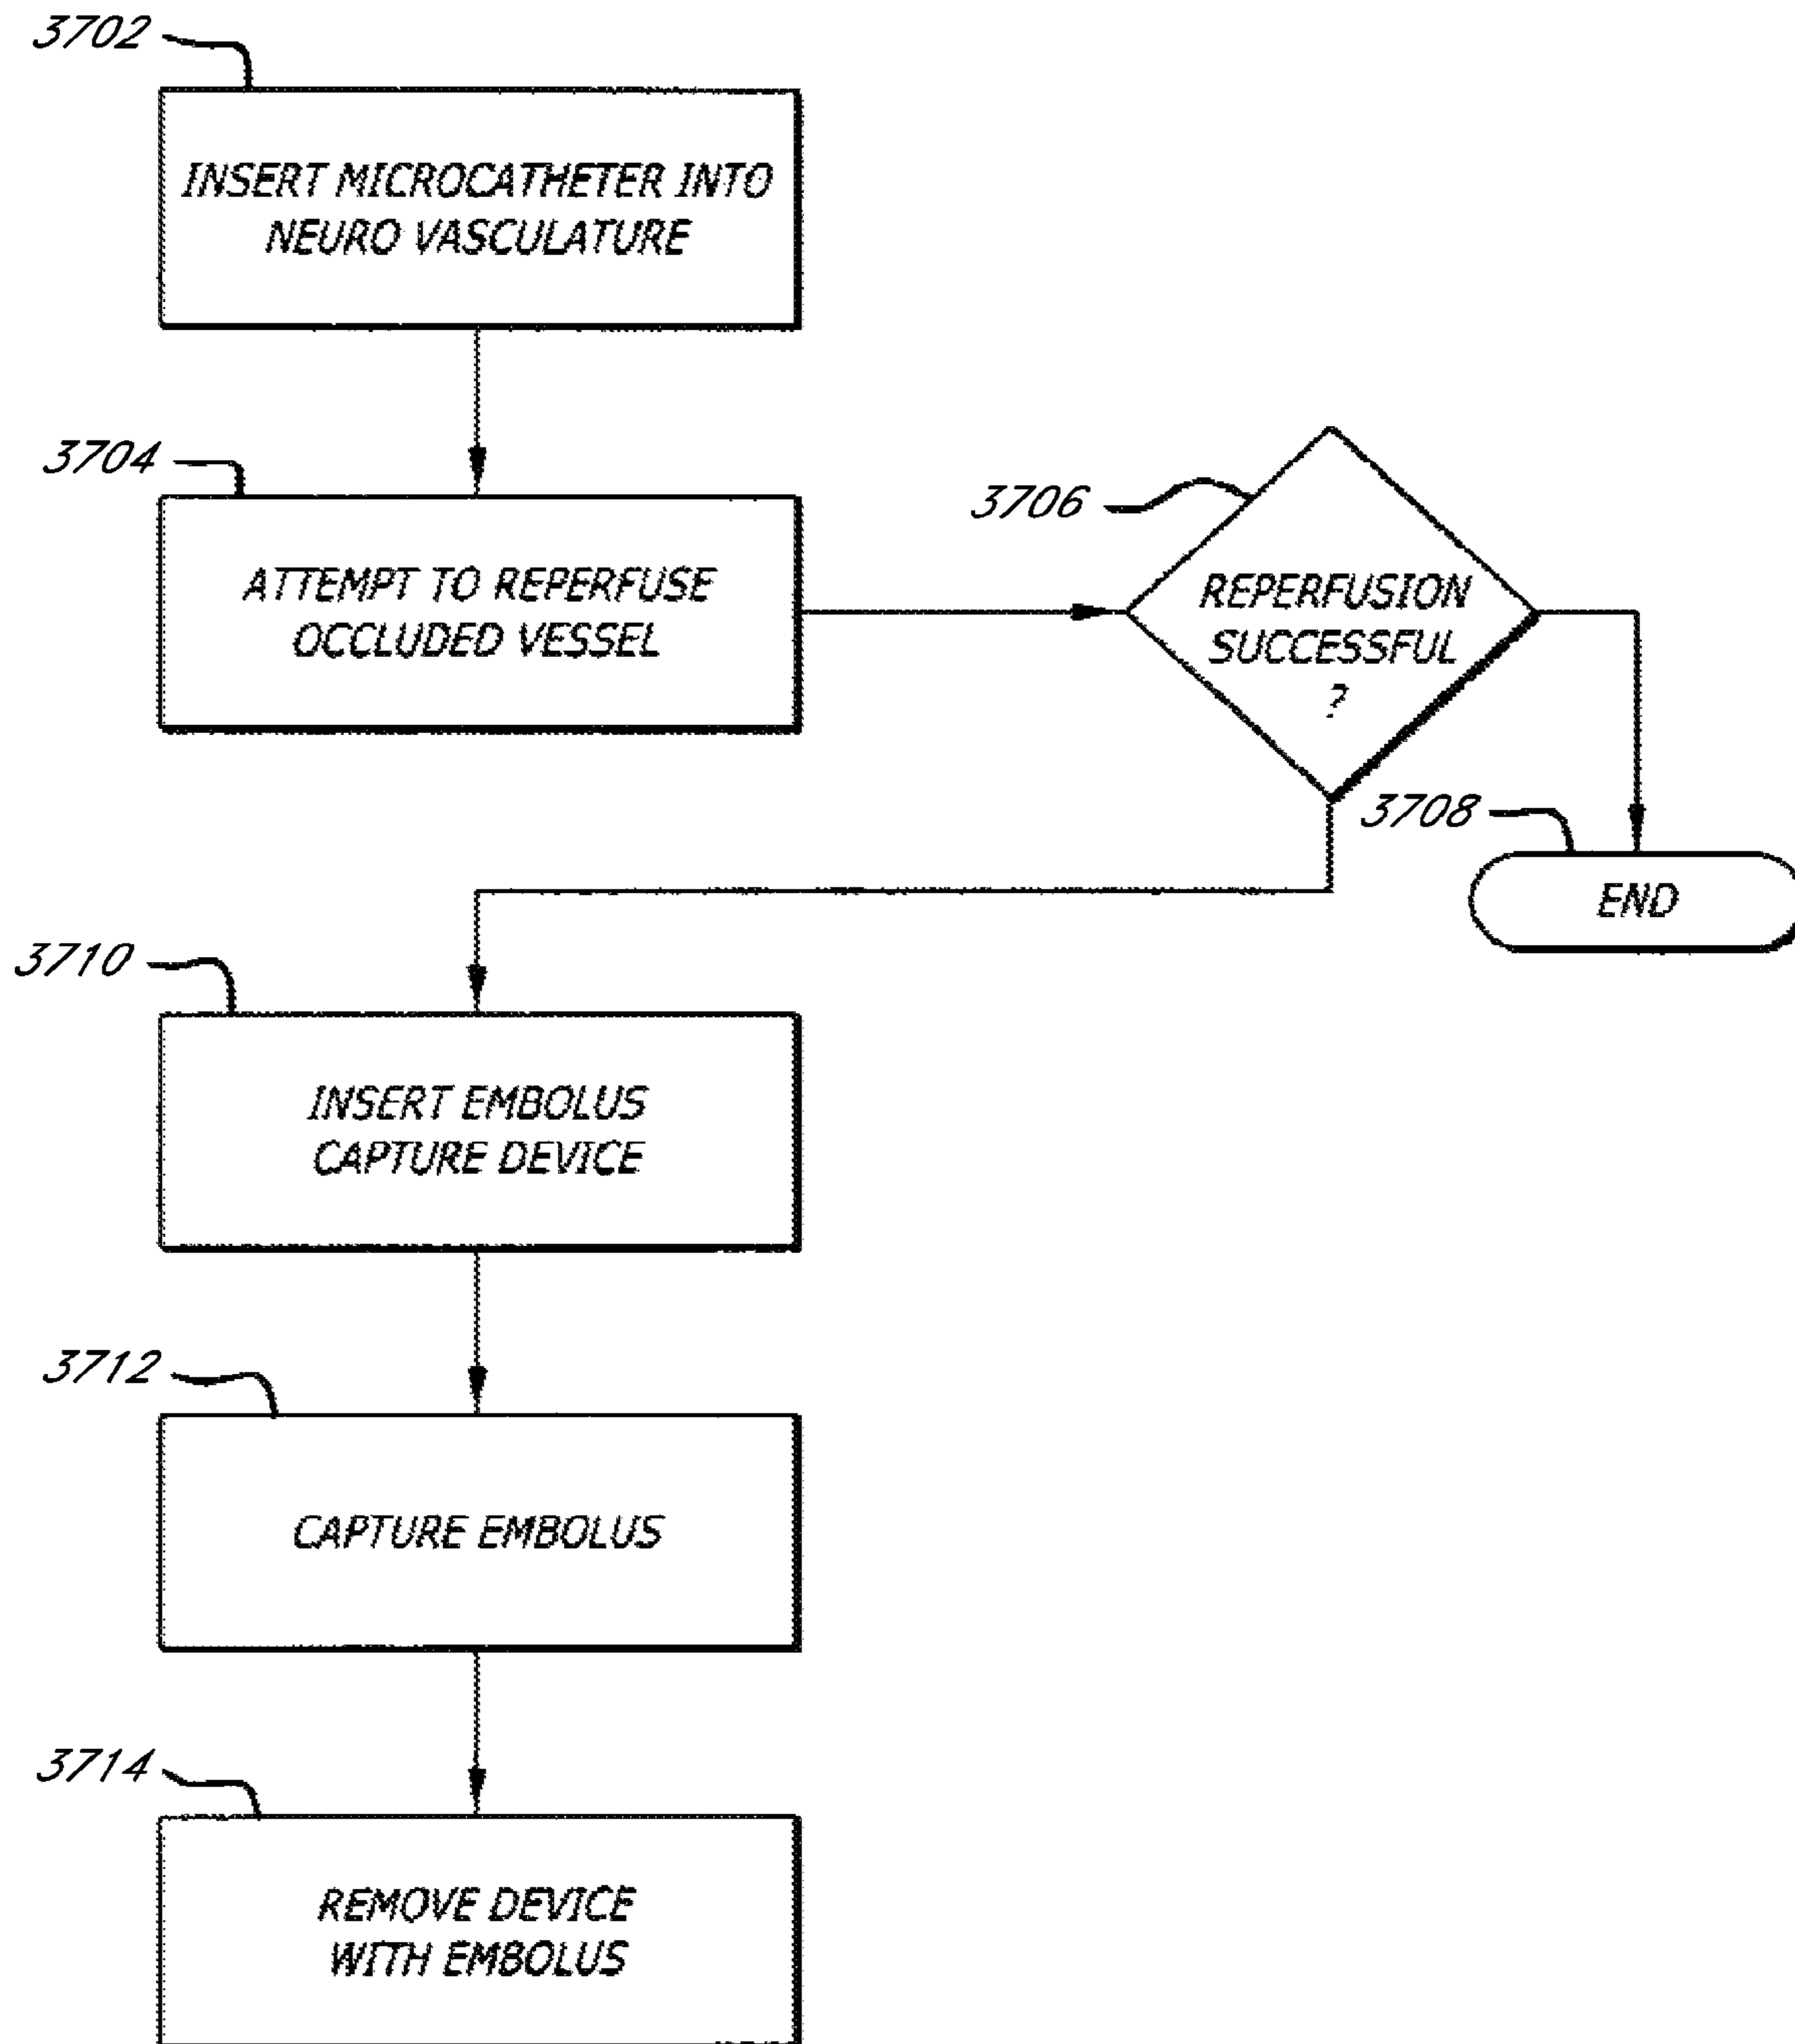 3702
INSERT MICROCATHETER INTO
NEURO VASCULATURE
3704
ATTEMPT TO REPERFUSE
OCCLUDED VESSEL
3706
REPERFUSION
SUCCESSFUL
?
3708
END
3710
INSERT EMBOLUS
CAPTURE DEVICE
3712
CAPTURE EMBOLUS
3714
REMOVE DEVICE
WITH EMBOLUS